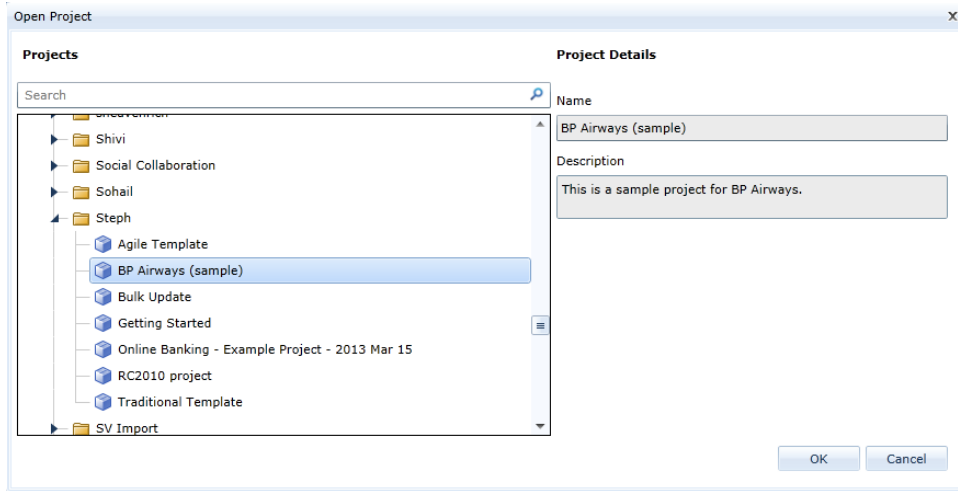 Open Project
X
Projects
Search
Shivi
Social Collaboration
Sohail
Steph
Agile Template
BP Airways (sample)
Bulk Update
Getting Started
Online Banking - Example Project - 2013 Mar 15
RC2010 project
Traditional Template
SV Import
Project Details
Name
BP Airways (sample)
Description
This is a sample project for BP Airways.
OK
Cancel